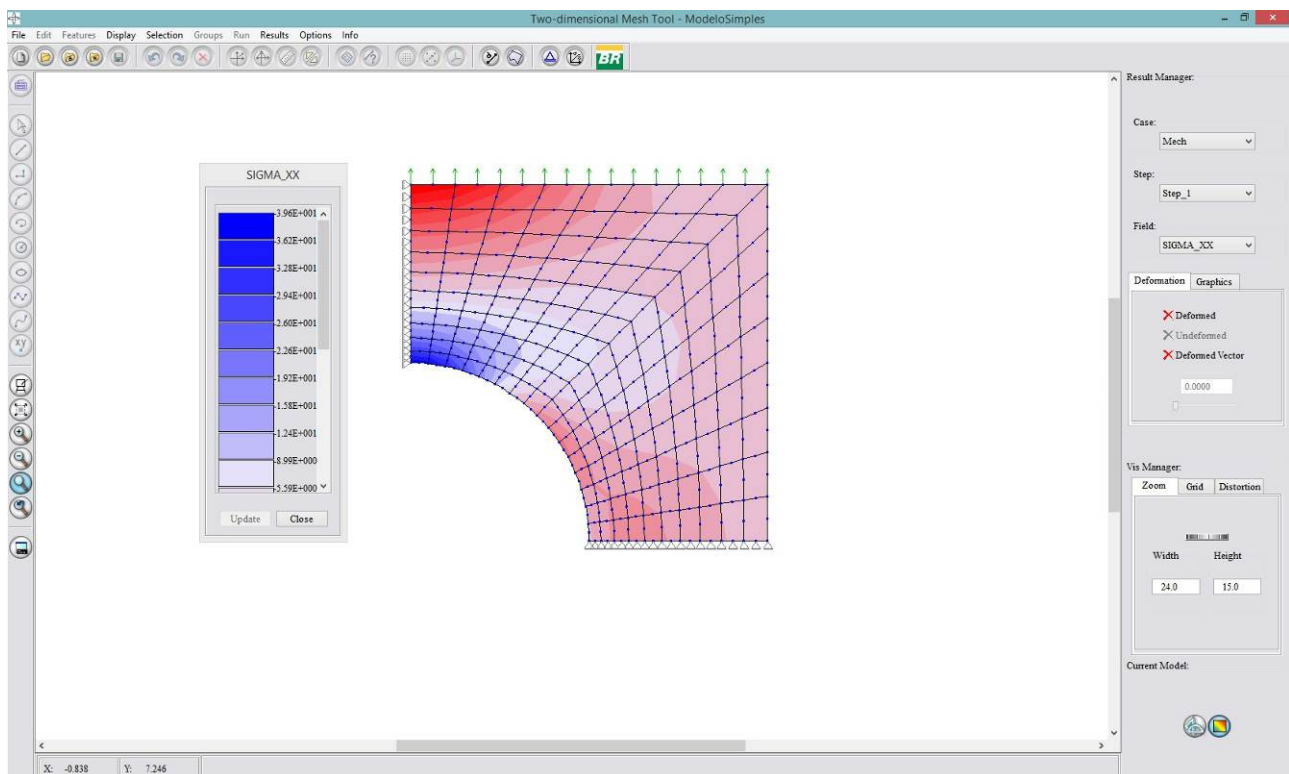 Two-dimensional Mesh Tool - ModeloSimples
File Edit Features Display Selection Groups Run Results Options Info
BR
xy
SIGMA_XX
-3.96E+001
-3.62E+001
-3.28E+001
-2.94E+001
-2.60E+001
-2.26E+001
-1.92E+001
-1.58E+001
-1.24E+001
-8.99E+000
-5.59E+000
Update Close
Result Manager:
Case:
Mech
Step:
Step_1
Field:
SIGMA_XX
Deformation Graphics
Deformed
Undeformed
Deformed Vector
0.0000
Vis Manager:
Zoom Grid Distortion
Width Height
24.0 15.0
Current Model:
X: -0.838 Y: 7.246